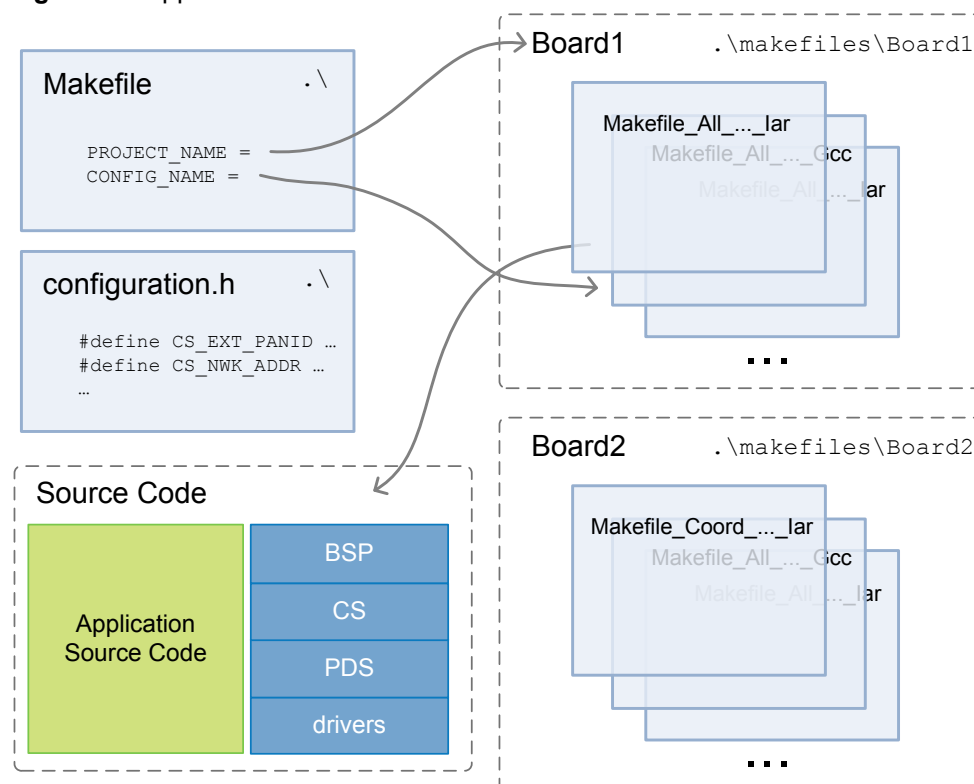 Makefile .\
PROJECT_NAME =
CONFIG_NAME =
configuration.h .\
#define CS_EXT_PANID …
#define CS_NWK_ADDR …
…
Source Code
Application
Source Code
BSP
CS
PDS
drivers
Board1 .\makefiles\Board1
Makefile_All_..._Iar
Makefile_All_..._Gcc
Makefile_All_..._Iar
...
Board2 .\makefiles\Board2
Makefile_Coord_..._Iar
Makefile_All_..._Gcc
Makefile_All_..._Iar
...